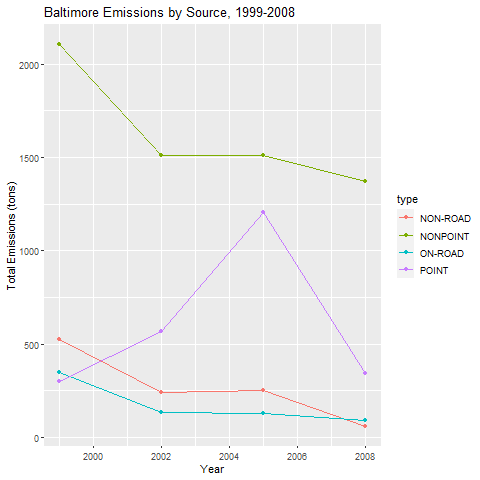 Baltimore Emissions by Source, 1999-2008
Total Emissions (tons)
2000
1500
1000
500
0
2000
2002
2004
2006
2008
Year
type
NON-ROAD
NONPOINT
ON-ROAD
POINT